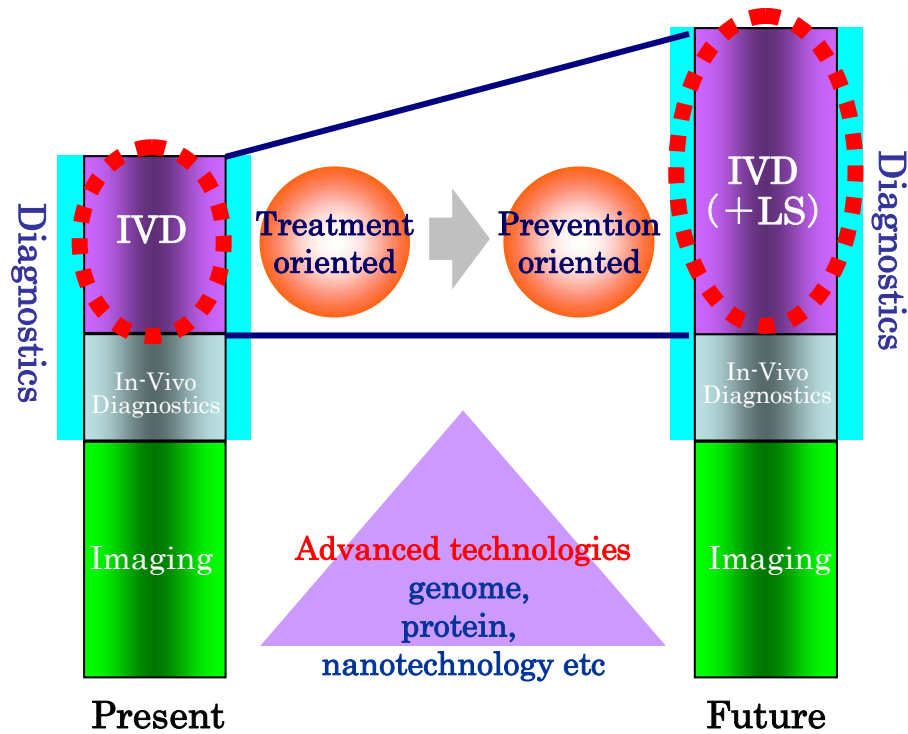 Diagnostics
IVD
In-Vivo
Diagnostics
Imaging
Present
Treatment
oriented
Prevention
oriented
Advanced technologies
genome,
protein,
nanotechnology etc
IVD
(＋LS)
In-Vivo
Diagnostics
Imaging
Future
Diagnostics